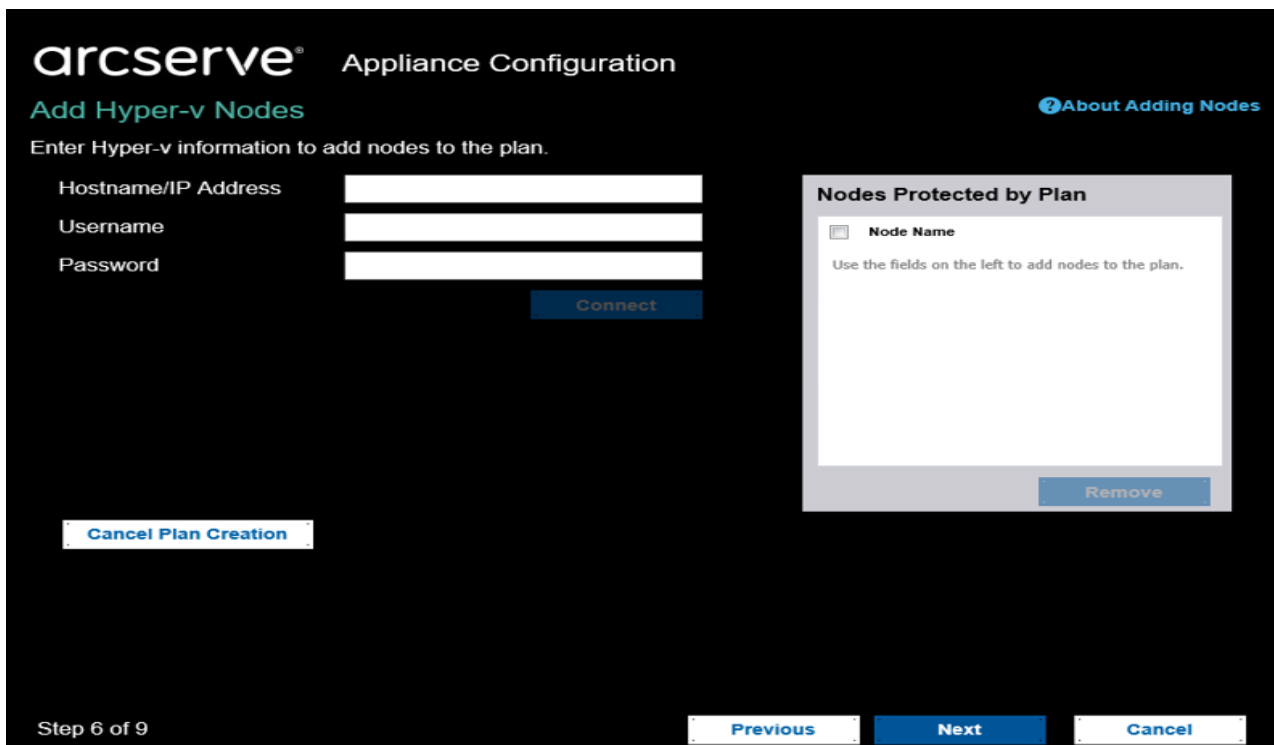 arcserve® Appliance Configuration
Add Hyper-v Nodes
?About Adding Nodes
Enter Hyper-v information to add nodes to the plan.
Hostname/IP Address
Username
Password
Connect
Nodes Protected by Plan
Node Name
Use the fields on the left to add nodes to the plan.
Remove
Cancel Plan Creation
Step 6 of 9
Previous
Next
Cancel